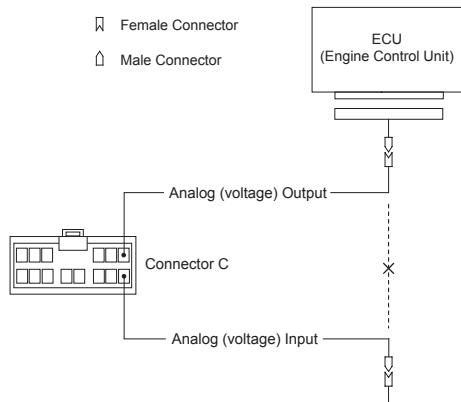 Female Connector
Male Connector
ECU
(Engine Control Unit)
Analog (voltage) Output
Connector C
Analog (voltage) Input